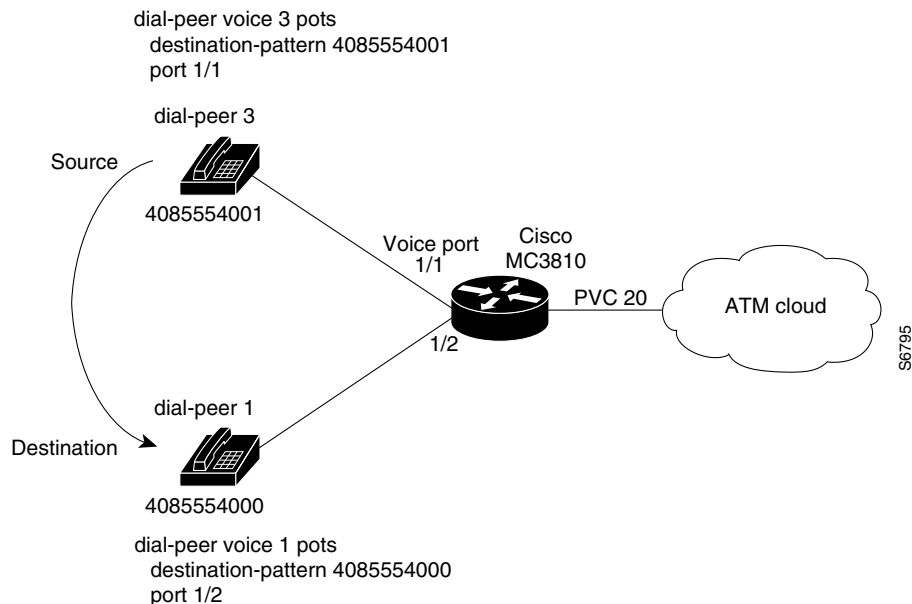 dial-peer voice 3 pots
destination-pattern 4085554001
port 1/1
dial-peer 3
Source
4085554001
Voice port
1/1
Cisco
MC3810
PVC 20
ATM cloud
1/2
S6795
dial-peer 1
Destination
4085554000
dial-peer voice 1 pots
destination-pattern 4085554000
port 1/2